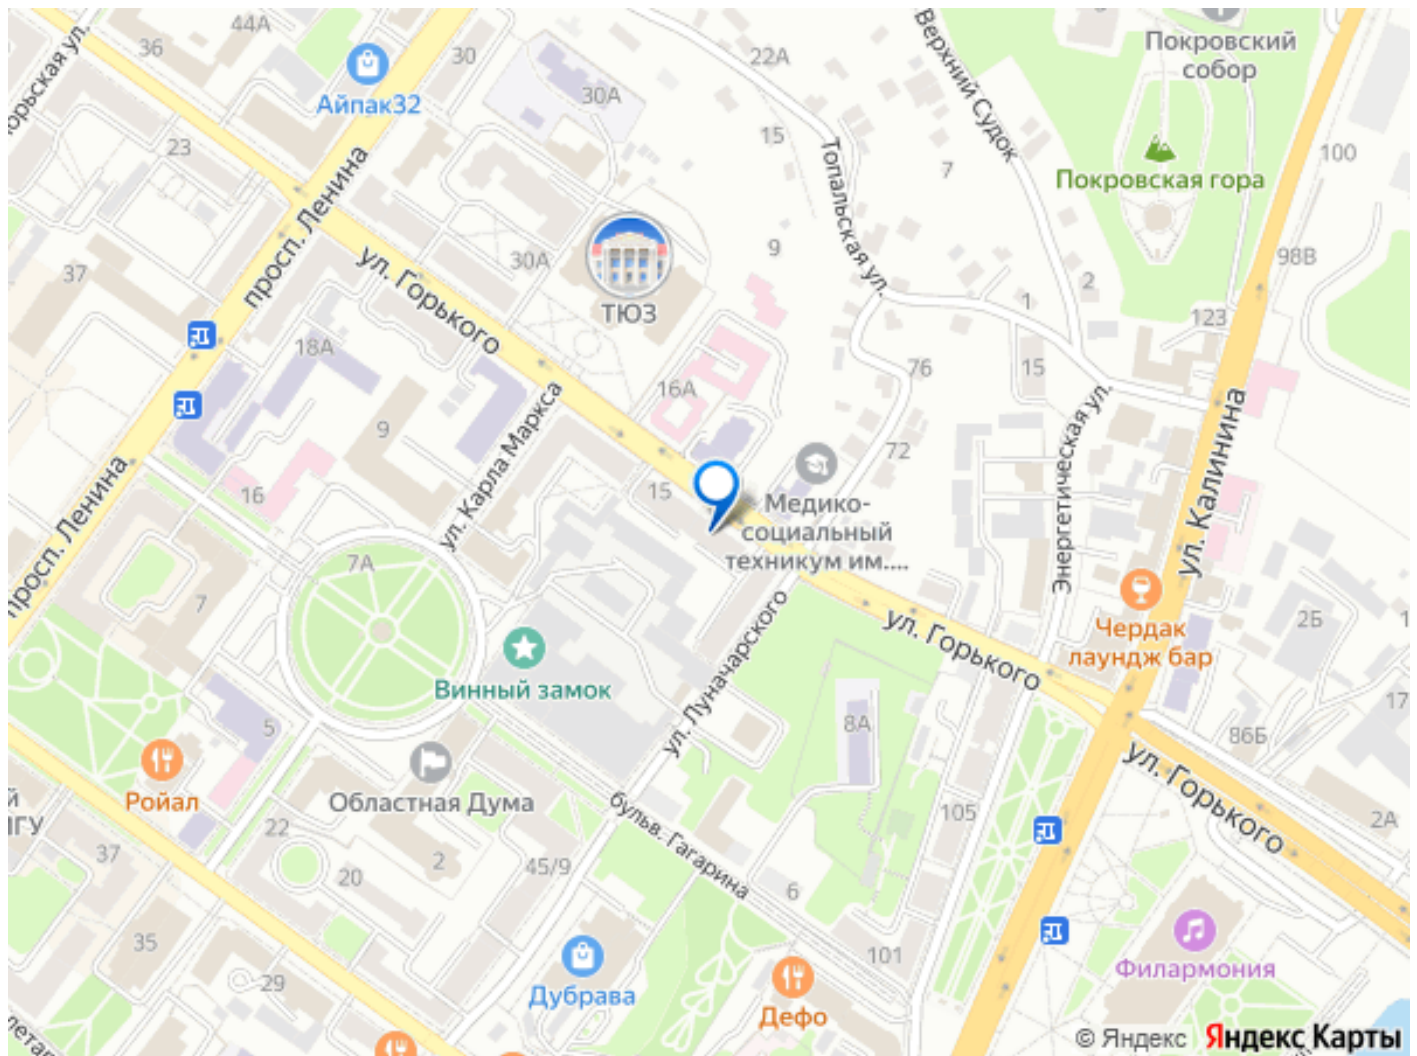 44А
36
30
22А
Верхний Судок
Покровский
собор
Айпак32
30А
23
15
100
Топальская ул.
7
Покровская гора
просп. Ленина
37
30А
9
98В
2
1
123
ул. Горького
ТЮЗ
18А
16А
76
15
9
ул. Карла Маркса
Энергетическая ул.
ул. Калинина
72
просп. Ленина
16
15
Медико-
социальный
техникум им....
7А
7
ул. Горького
Чердак
лаундж бар
2Б
Винный замок
ул. Луначарского
5
8А
17
86Б
ул. Горького
Ройал
Областная Дума
22
бульв. Гагарина
105
2А
37
20
2
45/9
6
35
101
29
Дубрава
Дефо
Филармония
© Яндекс Яндекс Карты